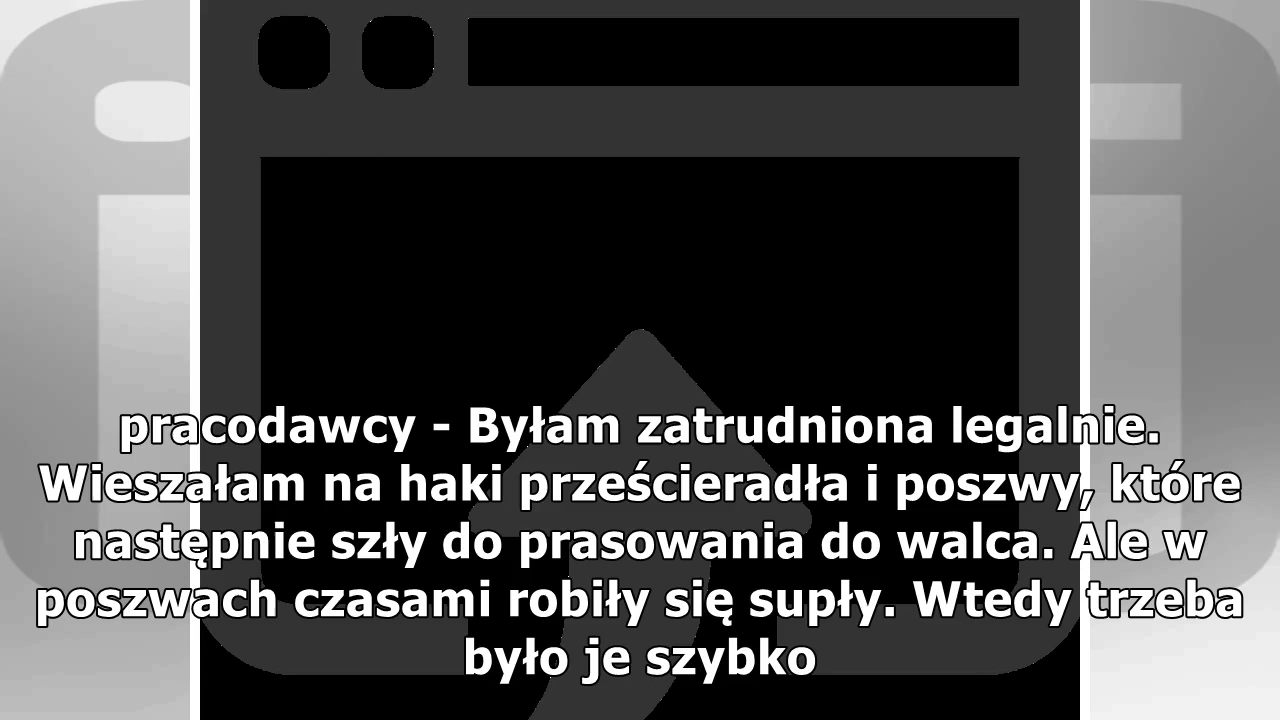 pracodawcy - Byłam zatrudniona legalnie.
Wieszałam na haki prześcieradła i poszwy, które
następnie szły do prasowania do walca. Ale w
poszwach czasami robiły się supły. Wtedy trzeba
było je szybko